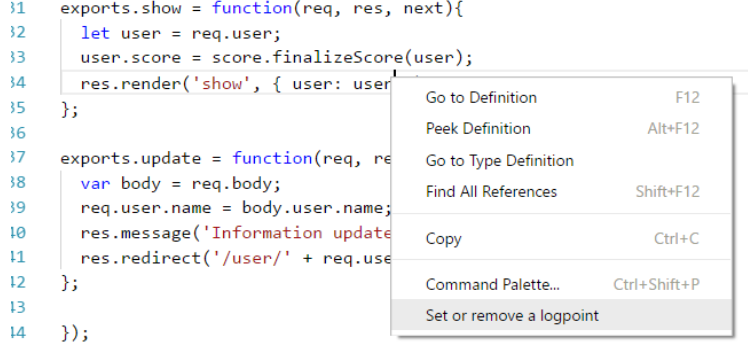 31 exports.show = function(req, res, next){
32 let user = req.user;
33 user.score = score.finalizeScore(user);
34 res.render('show', { user: user
35 };
36
37 exports.update = function(req, re
38 var body = req.body;
39 req.user.name = body.user.name;
40 res.message('Information update
41 res.redirect('/user/' + req.use
42 };
43
44 });
Go to Definition F12
Peek Definition Alt+F12
Go to Type Definition
Find All References Shift+F12
Copy Ctrl+C
Command Palette... Ctrl+Shift+P
Set or remove a logpoint